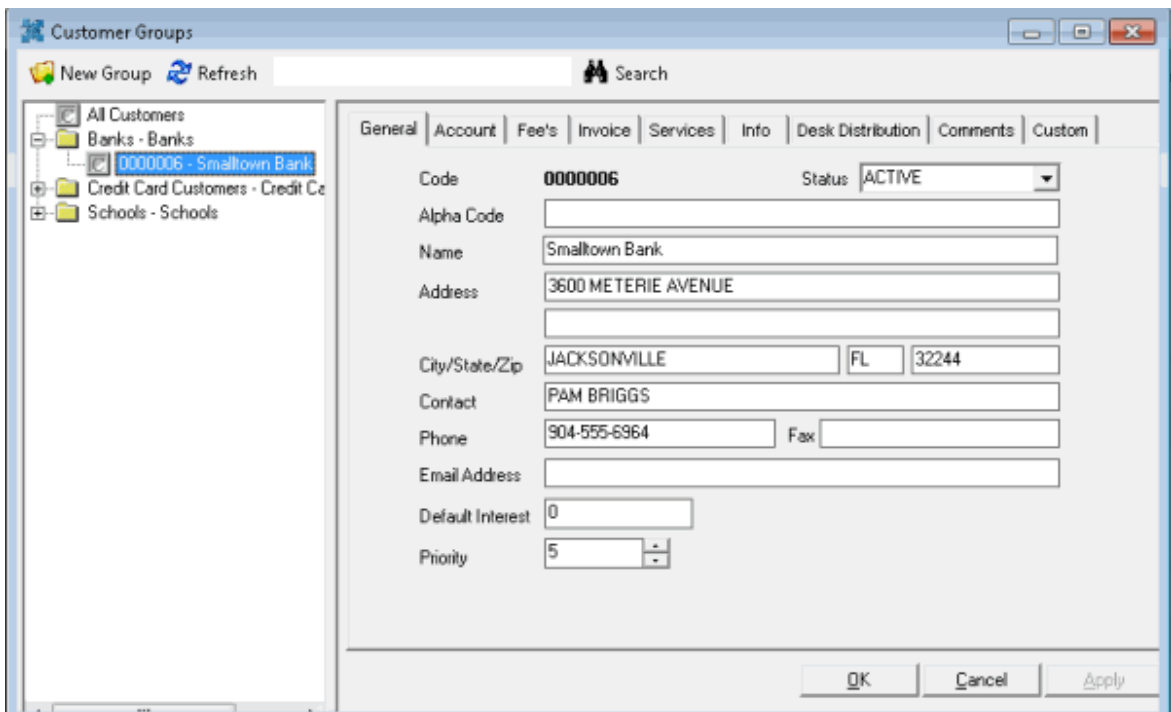 Customer Groups
New Group Refresh Search
All Customers
Banks - Banks
0000006 - Smalltown Bank
Credit Card Customers - Credit Ca
Schools - Schools
General Account Fee's Invoice Services Info Desk Distribution Comments Custom
Code 0000006 Status ACTIVE
Alpha Code
Name Smalltown Bank
Address 3600 METERIE AVENUE
City/State/Zip JACKSONVILLE FL 32244
Contact PAM BRIGGS
Phone 904-555-6964 Fax
Email Address
Default Interest 0
Priority 5
OK Cancel Apply